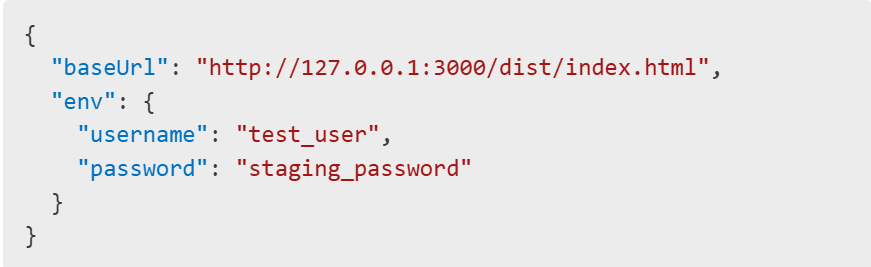 {
  "baseUrl": "http://127.0.0.1:3000/dist/index.html",
  "env": {
    "username": "test_user",
    "password": "staging_password"
  }
}